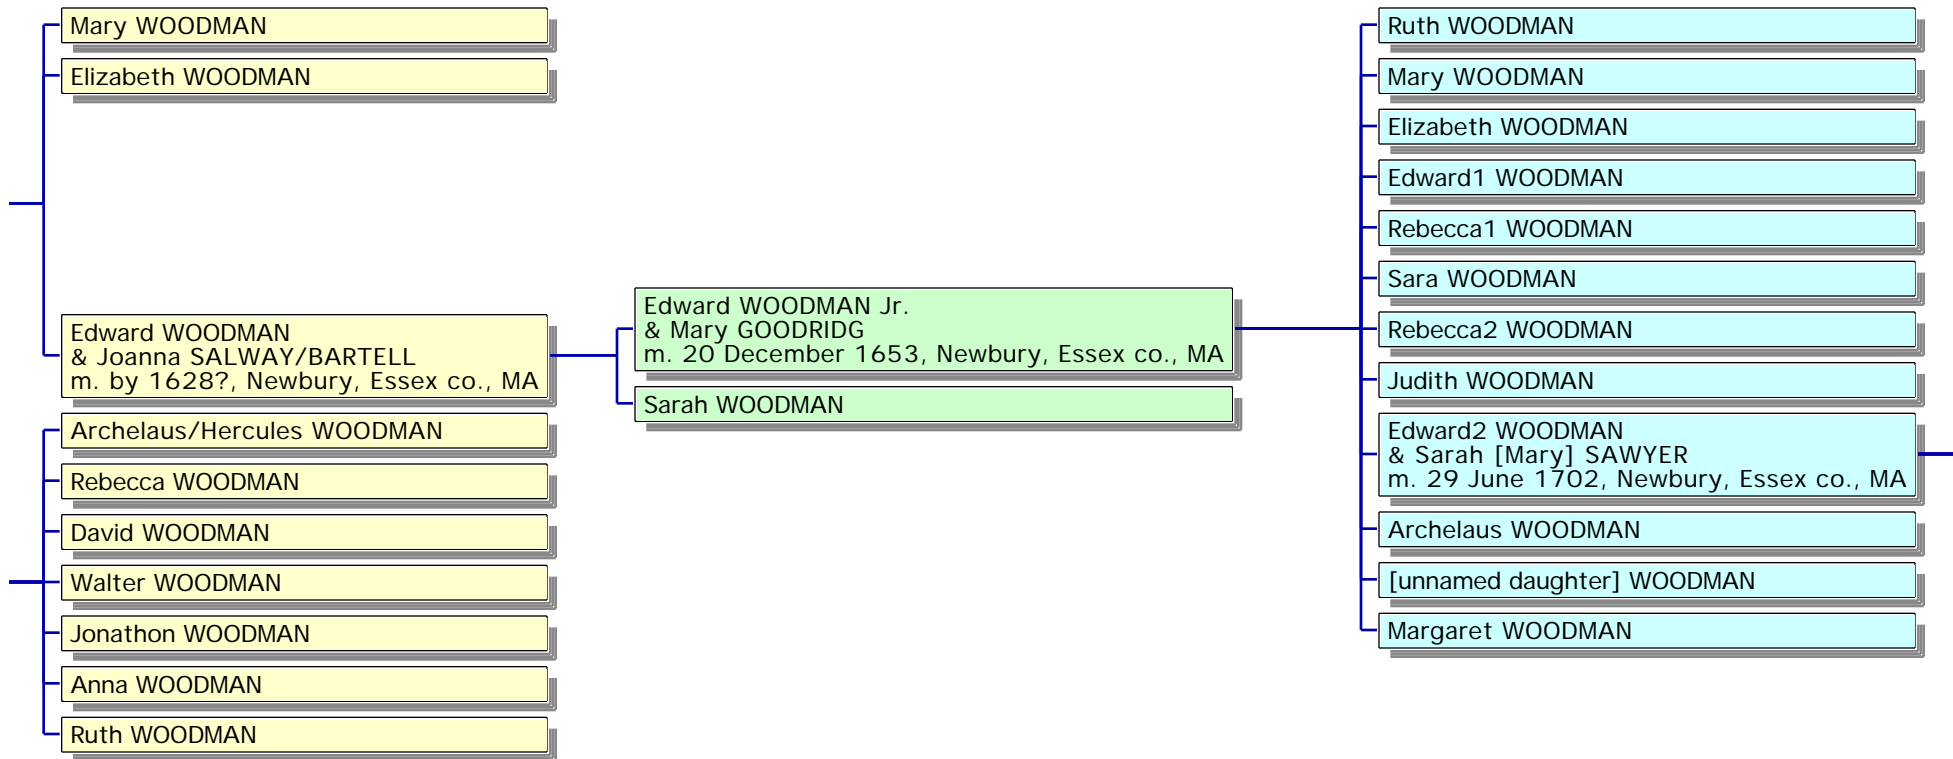 Mary WOODMAN
Elizabeth WOODMAN
Edward WOODMAN
& Joanna SALWAY/BARTELL
m. by 1628?, Newbury, Essex co., MA
Archelaus/Hercules WOODMAN
Rebecca WOODMAN
David WOODMAN
Walter WOODMAN
Jonathon WOODMAN
Anna WOODMAN
Ruth WOODMAN
Edward WOODMAN Jr.
& Mary GOODRIDG
m. 20 December 1653, Newbury, Essex co., MA
Sarah WOODMAN
Ruth WOODMAN
Mary WOODMAN
Elizabeth WOODMAN
Edward1 WOODMAN
Rebecca1 WOODMAN
Sara WOODMAN
Rebecca2 WOODMAN
Judith WOODMAN
Edward2 WOODMAN
& Sarah [Mary] SAWYER
m. 29 June 1702, Newbury, Essex co., MA
Archelaus WOODMAN
[unnamed daughter] WOODMAN
Margaret WOODMAN